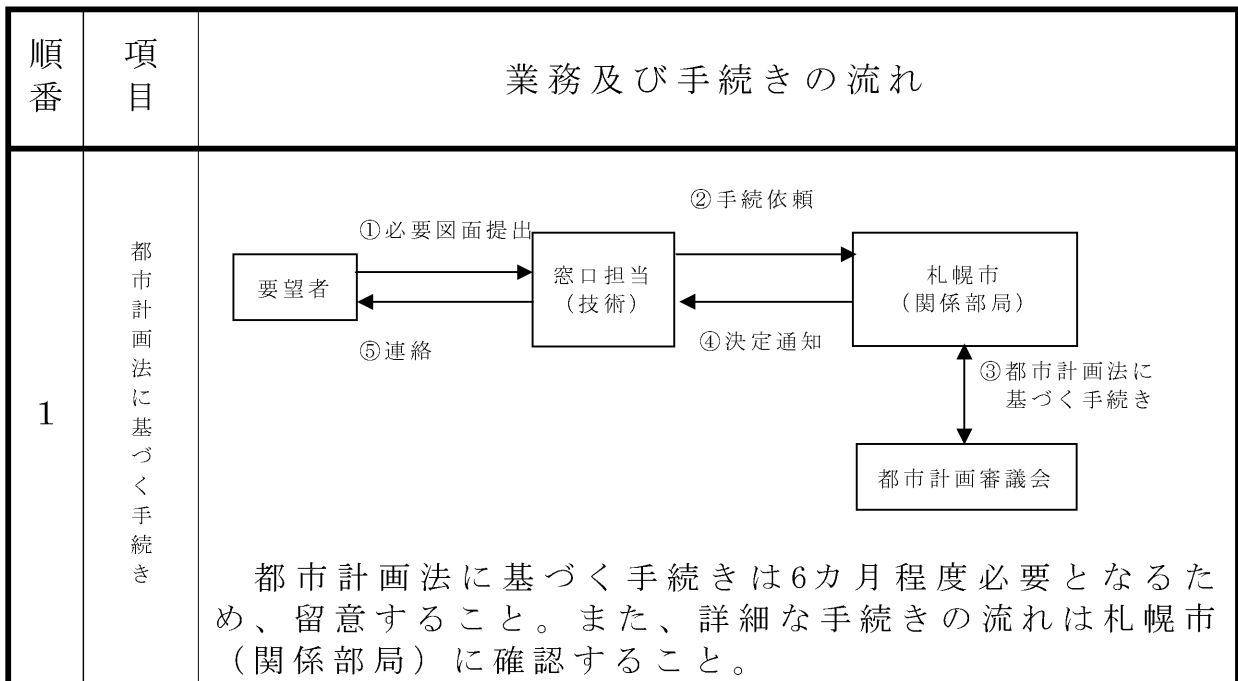 順番
項目
業務及び手続きの流れ
1
都市計画法に基づく手続き
②手続依頼
①必要図面提出
要望者
窓口担当
（技術）
札幌市
（関係部局）
⑤連絡
④決定通知
③都市計画法に
基づく手続き
都市計画審議会
都市計画法に基づく手続きは6カ月程度必要となるた
め、留意すること。また、詳細な手続きの流れは札幌市
（関係部局）に確認すること。